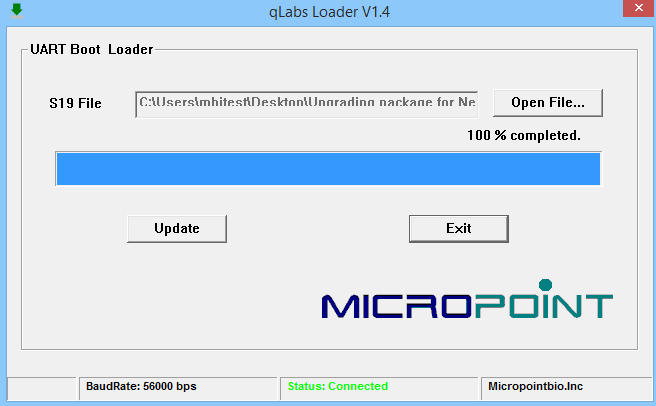 qLabs Loader V1.4
UART Boot Loader
S19 File
C:\Users\mhitest\Desktop\Upgrading package for Ne
Open File...
100 % completed.
Update
Exit
MICROPOINT
BaudRate: 56000 bps
Status: Connected
Micropointbio.Inc